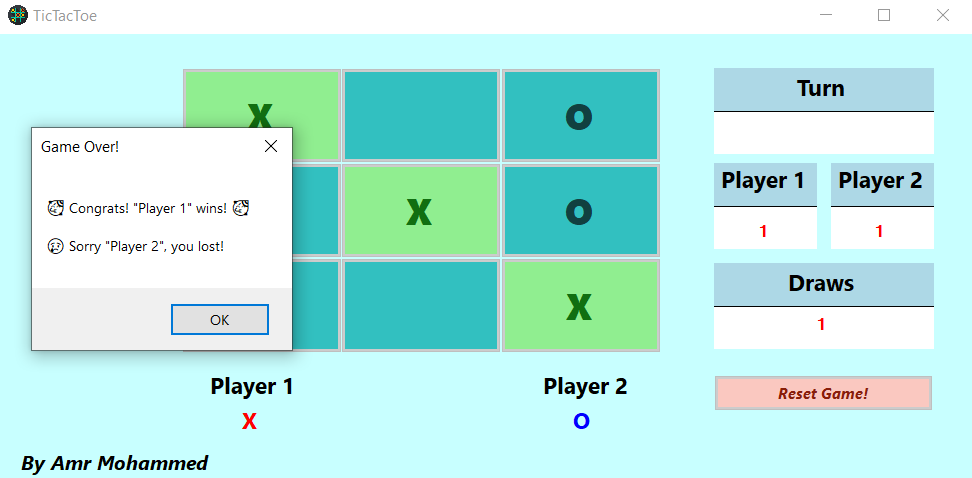 TicTacToe
Turn
X
O
Game Over!
Player 1
Player 2
🥳 Congrats! "Player 1" wins! 🥳
X
O
1
1
😢 Sorry "Player 2", you lost!
Draws
X
OK
1
Player 1
Player 2
Reset Game!
X
O
By Amr Mohammed